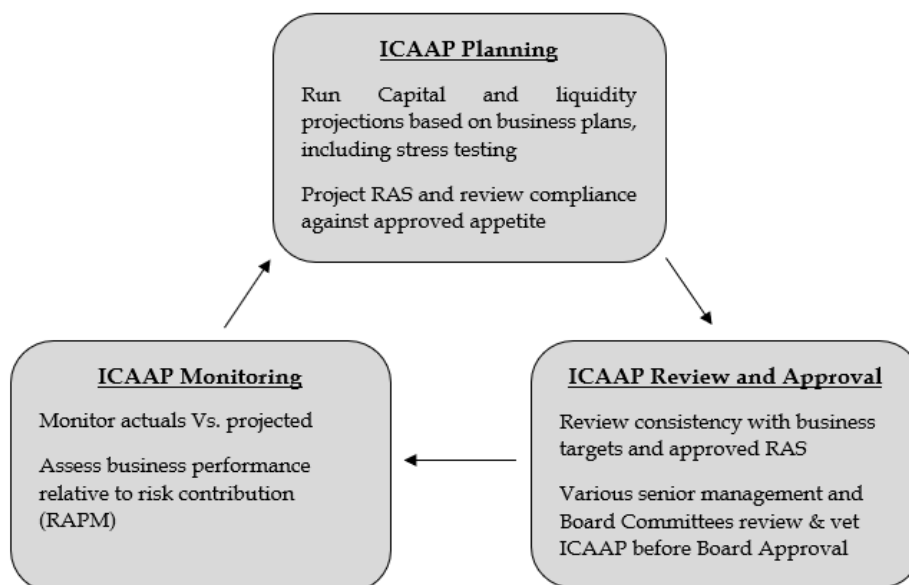 ICAAP Planning
Run Capital and liquidity
projections based on business plans,
including stress testing
Project RAS and review compliance
against approved appetite
ICAAP Monitoring
Monitor actuals Vs. projected
Assess business performance
relative to risk contribution
(RAPM)
ICAAP Review and Approval
Review consistency with business
targets and approved RAS
Various senior management and
Board Committees review & vet
ICAAP before Board Approval